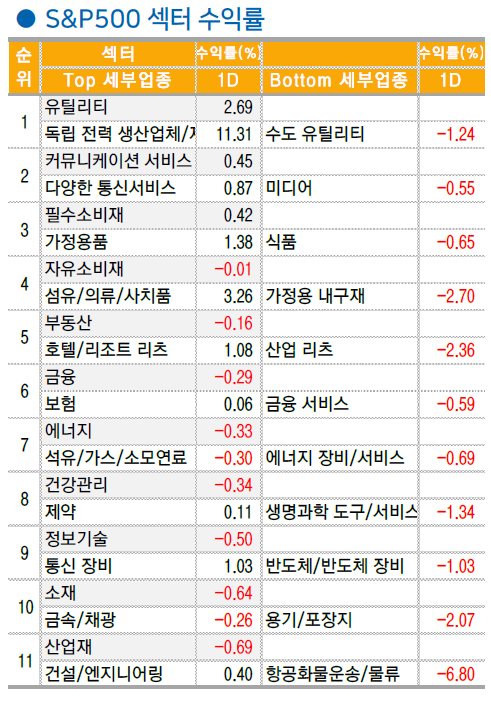 ● S&P500 섹터 수익률
순위 섹터 수익률(%) 수익률(%)
Top 세부업종 1D Bottom 세부업종 1D
1 유틸리티 2.69
독립 전력 생산업체/ 11.31 수도 유틸리티 -1.24
2 커뮤니케이션 서비스 0.45
다양한 통신서비스 0.87 미디어 -0.55
3 필수소비재 0.42
가정용품 1.38 식품 -0.65
4 자유소비재 -0.01
섬유/의류/사치품 3.26 가정용 내구재 -2.70
5 부동산 -0.16
호텔/리조트 리츠 1.08 산업 리츠 -2.36
6 금융 -0.29
보험 0.06 금융 서비스 -0.59
7 에너지 -0.33
석유/가스/소모연료 -0.30 에너지 장비/서비스 -0.69
8 건강관리 -0.34
제약 0.11 생명과학 도구/서비스 -1.34
9 정보기술 -0.50
통신 장비 1.03 반도체/반도체 장비 -1.03
10 소재 -0.64
금속/채광 -0.26 용기/포장지 -2.07
11 산업재 -0.69
건설/엔지니어링 0.40 항공화물운송/물류 -6.80